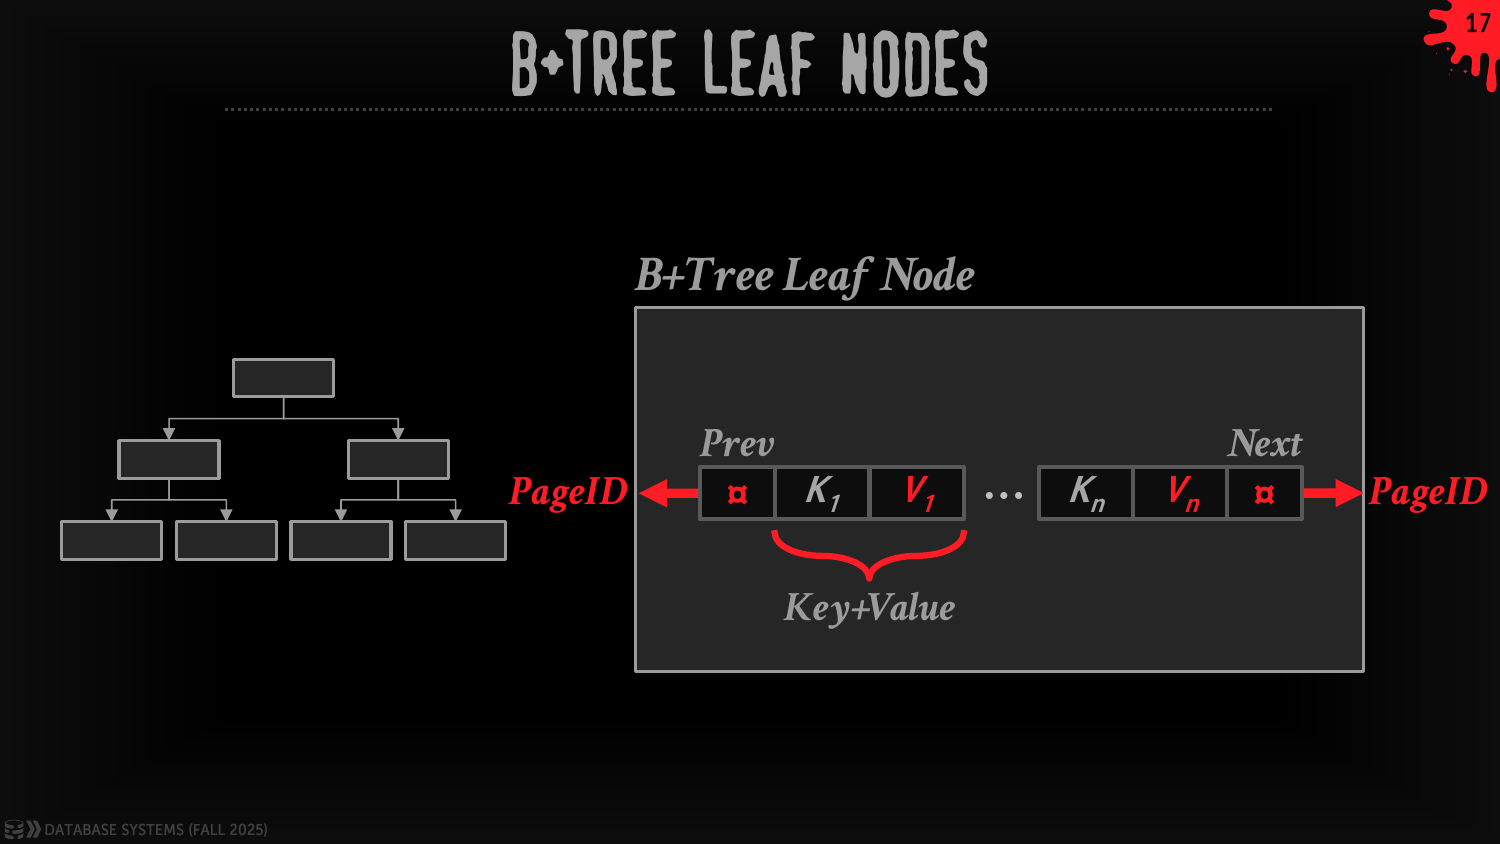 17
B+TREE LEAF NODES
B+Tree Leaf Node
Prev Next
PageID ¤ K1 V1 ... Kn Vn ¤ PageID
Key+Value
DATABASE SYSTEMS (FALL 2025)